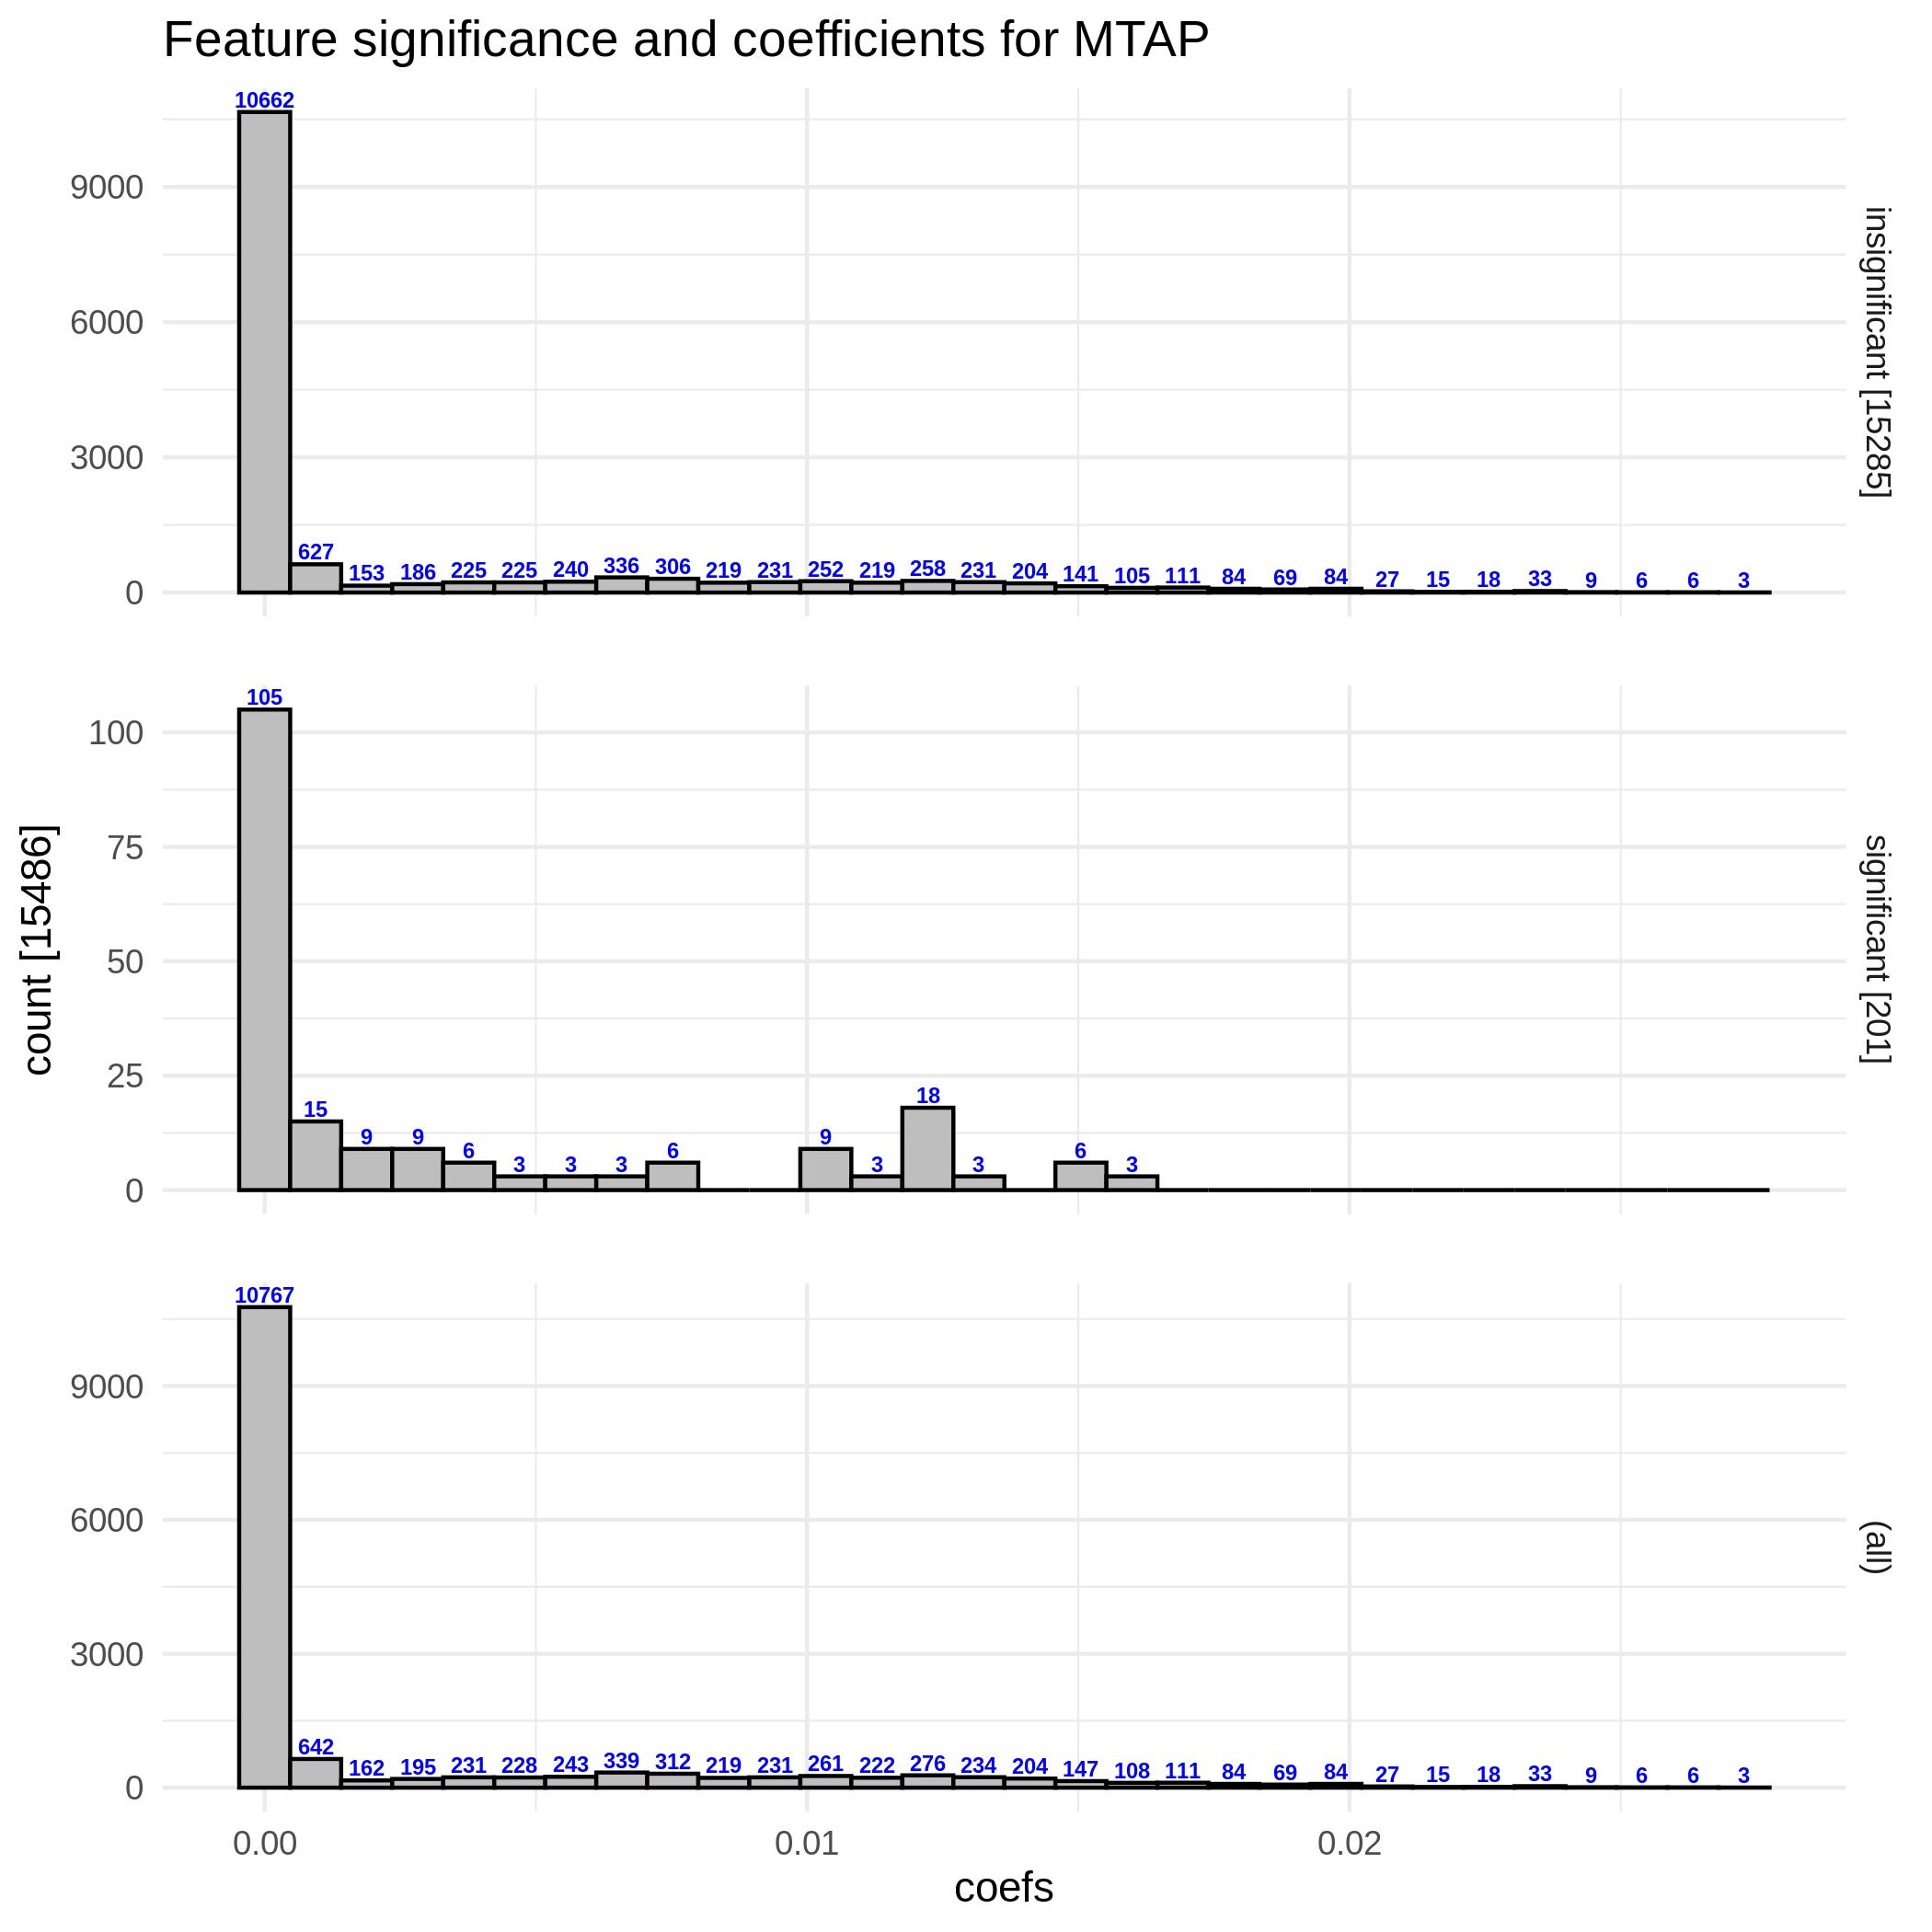 Feature significance and coefficients for MTAP
10662
9000
6000
3000
0
627 153 186 225 225 240 336 306 219 231 252 219 258 231 204 141 105 111 84 69 84 27 15 18 33 9 6 6 3
insignificant [15285]
count [15486]
105
100
75
50
25
0
15 9 9 6 3 3 3 6 9 3 18 3 6 3
significant [201]
10767
9000
6000
3000
0
642 162 195 231 228 243 339 312 219 231 261 222 276 234 204 147 108 111 84 69 84 27 15 18 33 9 6 6 3
(all)
0.00 0.01 0.02
coefs